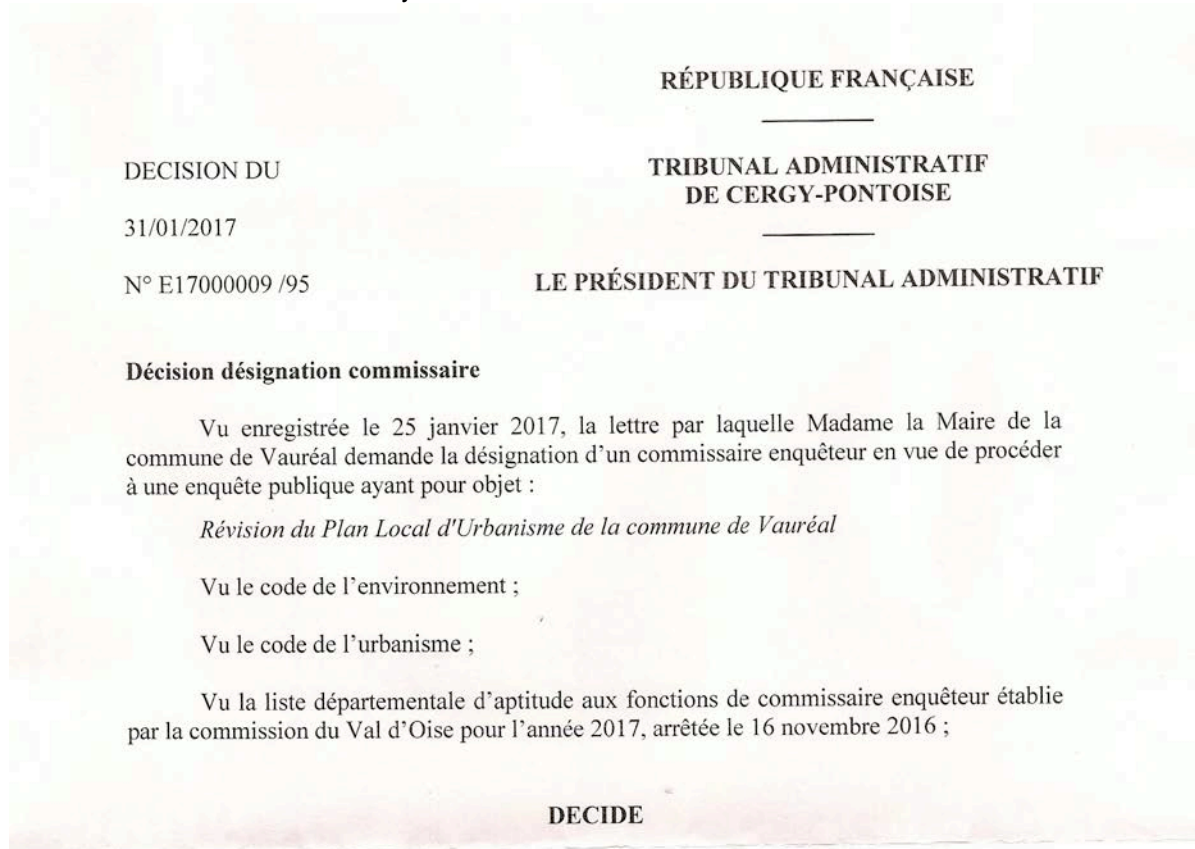 RÉPUBLIQUE FRANÇAISE
DECISION DU
31/01/2017
N° E17000009 /95
TRIBUNAL ADMINISTRATIF
DE CERGY-PONTOISE
LE PRÉSIDENT DU TRIBUNAL ADMINISTRATIF
Décision désignation commissaire
Vu enregistrée le 25 janvier 2017, la lettre par laquelle Madame la Maire de la
commune de Vauréal demande la désignation d'un commissaire enquêteur en vue de procéder
à une enquête publique ayant pour objet :
Révision du Plan Local d'Urbanisme de la commune de Vauréal
Vu le code de l'environnement ;
Vu le code de l'urbanisme ;
Vu la liste départementale d'aptitude aux fonctions de commissaire enquêteur établie
par la commission du Val d'Oise pour l'année 2017, arrêtée le 16 novembre 2016 ;
DECIDE